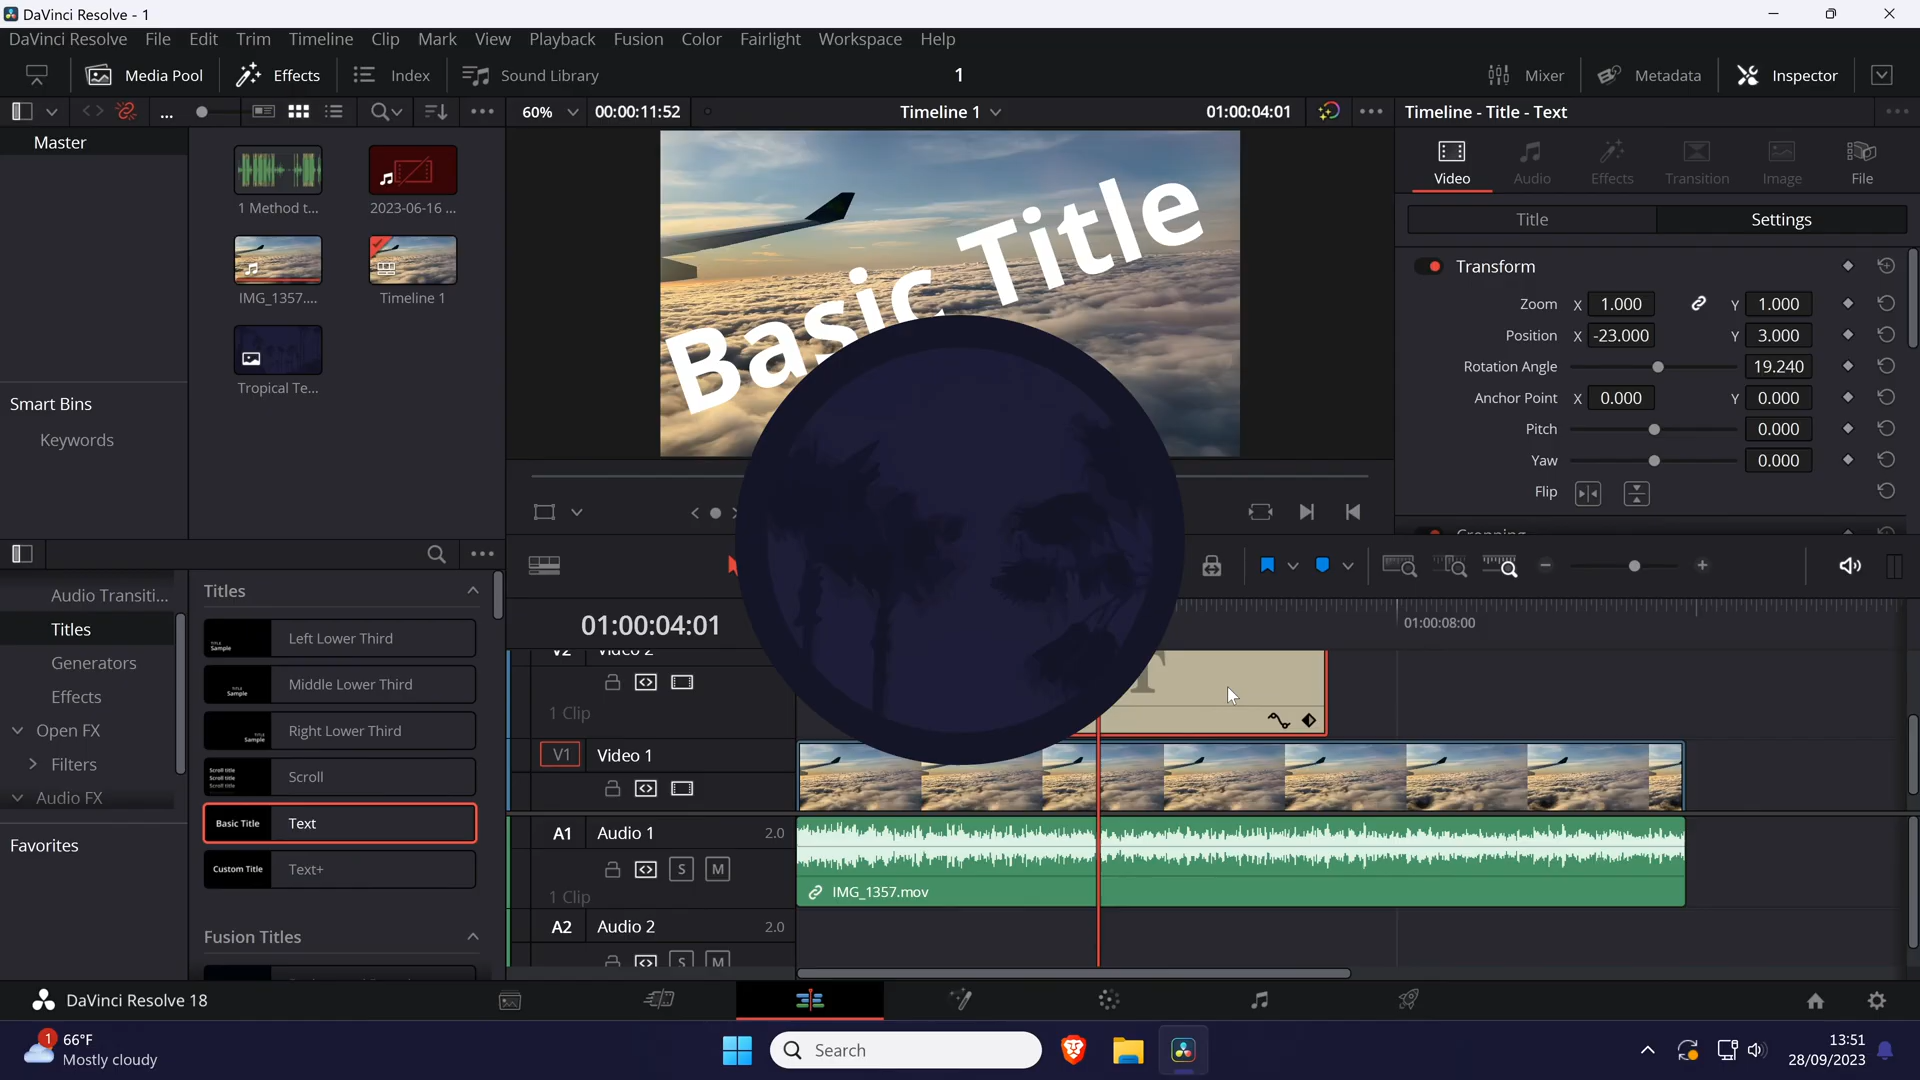 DaVinci Resolve - 1
DaVinci Resolve File Edit Trim Timeline Clip Mark View Playback Fusion Color Fairlight Workspace Help
Media Pool Effects Index Sound Library 1 Mixer Metadata Inspector
... 60% 00:00:11:52 Timeline 1 01:00:04:01 Timeline - Title - Text
Master
1 Method t...
2023-06-16 ...
IMG_1357....
Timeline 1
Tropical Te...
Smart Bins
Keywords
Basic Title
Video Audio Effects Transition Image File
Title Settings
Transform
Zoom X 1.000 Y 1.000
Position X -23.000 Y 3.000
Rotation Angle 19.240
Anchor Point X 0.000 Y 0.000
Pitch 0.000
Yaw 0.000
Flip
Cropping
Audio Transiti...
Titles
Generators
Effects
Open FX
Filters
Audio FX
Favorites
Titles
Left Lower Third
Middle Lower Third
Right Lower Third
Scroll
Basic Title Text
Custom Title Text+
Fusion Titles
01:00:04:01
01:00:08:00
V2 Video 2
1 Clip
V1 Video 1
A1 Audio 1 2.0
S M
1 Clip
IMG_1357.mov
A2 Audio 2 2.0
S M
DaVinci Resolve 18
1
66°F
Mostly cloudy
Search
13:51
28/09/2023